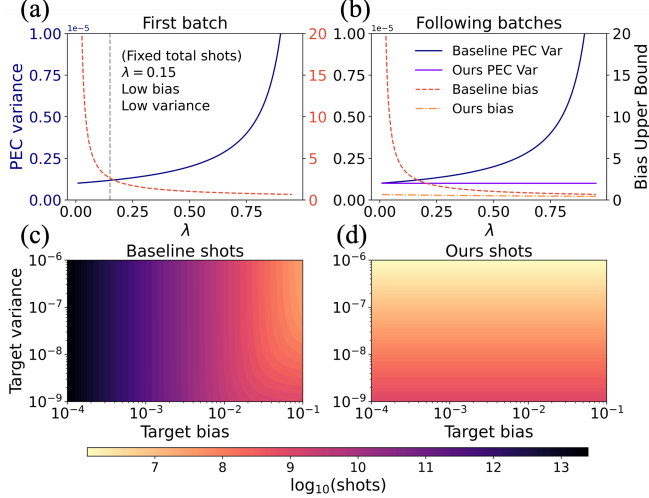 (a) First batch
1e-5
PEC variance
1.00
0.75
0.50
0.25
0.00
(Fixed total shots)
λ = 0.15
Low bias
Low variance
20
15
10
5
0
0.00 0.25 0.50 0.75
λ
(b) Following batches
1e-5
1.00
0.75
0.50
0.25
0.00
Baseline PEC Var
Ours PEC Var
Baseline bias
Ours bias
20
15
10
5
0
Bias Upper Bound
0.00 0.25 0.50 0.75
λ
(c) Baseline shots
Target variance
10⁻⁶
10⁻⁷
10⁻⁸
10⁻⁹
10⁻⁴ 10⁻³ 10⁻² 10⁻¹
Target bias
(d) Ours shots
10⁻⁶
10⁻⁷
10⁻⁸
10⁻⁹
10⁻⁴ 10⁻³ 10⁻² 10⁻¹
Target bias
7 8 9 10 11 12 13
log₁₀(shots)